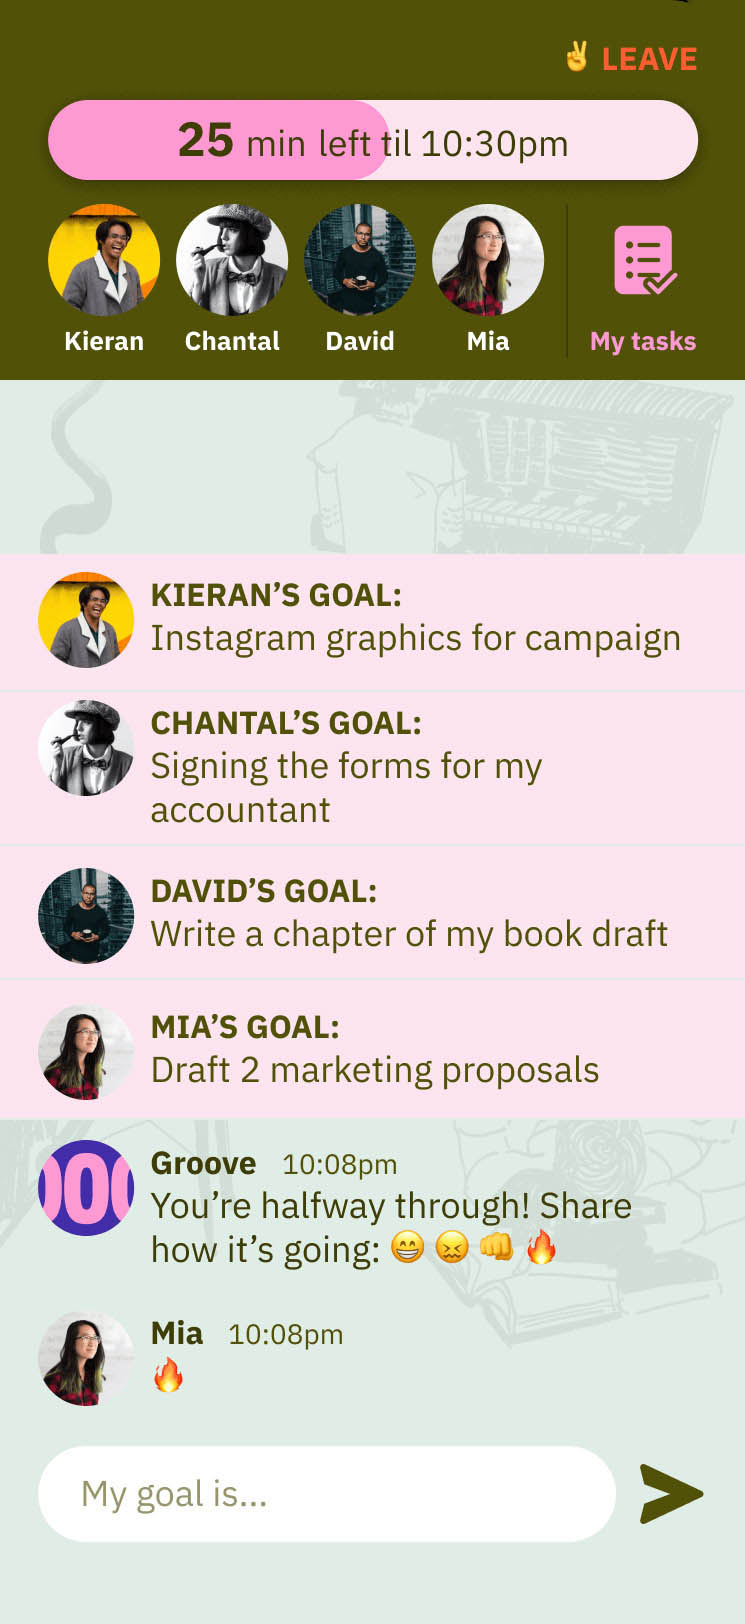 ✌️ LEAVE
25 min left til 10:30pm
Kieran Chantal David Mia My tasks
KIERAN’S GOAL:
Instagram graphics for campaign
CHANTAL’S GOAL:
Signing the forms for my
accountant
DAVID’S GOAL:
Write a chapter of my book draft
MIA’S GOAL:
Draft 2 marketing proposals
Groove 10:08pm
You’re halfway through! Share
how it’s going: 😁 😖 👊 🔥
Mia 10:08pm
🔥
My goal is...